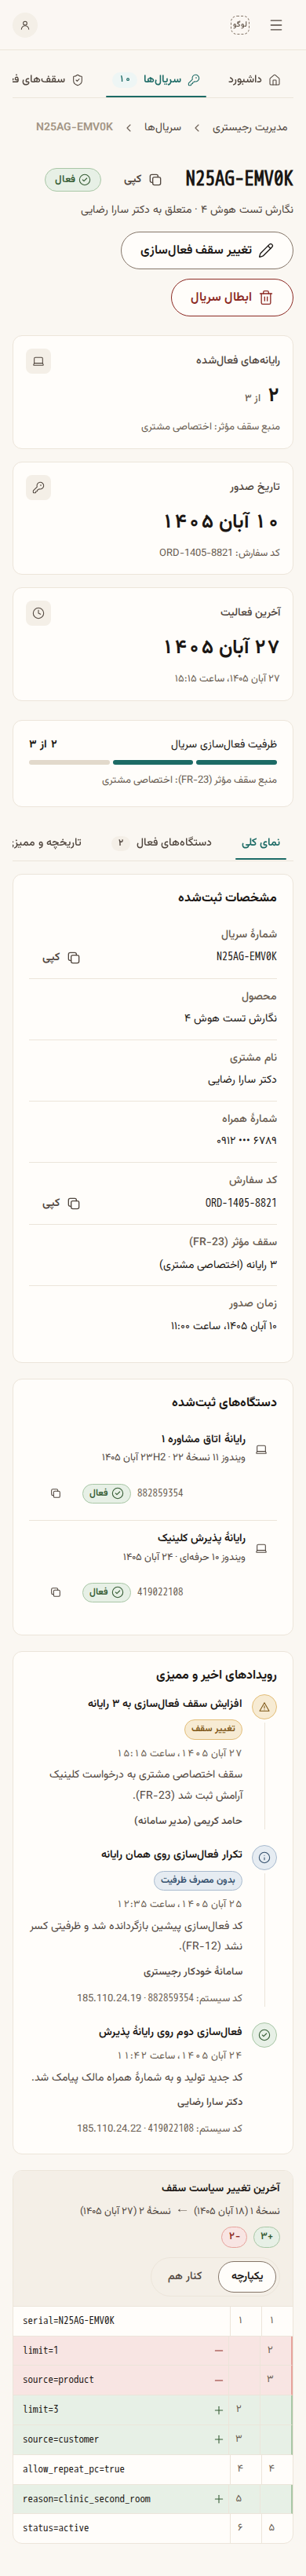 لوگو
داشبورد
سریال‌ها ۱۰
سقف‌های
مدیریت رجیستری
سریال‌ها
N25AG-EMV0K
N25AG-EMV0K
کپی
فعال
نگارش تست هوش ۴ · متعلق به دکتر سارا رضایی
تغییر سقف فعال‌سازی
ابطال سریال
رایانه‌های فعال‌شده
۲ از ۳
منبع سقف مؤثر: اختصاصی مشتری
تاریخ صدور
۱۰ آبان ۱۴۰۵
کد سفارش: ORD-1405-8821
آخرین فعالیت
۲۷ آبان ۱۴۰۵
۲۷ آبان ۱۴۰۵، ساعت ۱۵:۱۵
ظرفیت فعال‌سازی سریال
۲ از ۳
منبع سقف مؤثر (FR-23): اختصاصی مشتری
نمای کلی
دستگاه‌های فعال ۲
تاریخچه و ممیزی
مشخصات ثبت‌شده
شمارهٔ سریال
N25AG-EMV0K
کپی
محصول
نگارش تست هوش ۴
نام مشتری
دکتر سارا رضایی
شمارهٔ همراه
۰۹۱۲ ••• ۶۷۸۹
کد سفارش
ORD-1405-8821
کپی
سقف مؤثر (FR-23)
۳ رایانه (اختصاصی مشتری)
زمان صدور
۱۰ آبان ۱۴۰۵، ساعت ۱۱:۰۰
دستگاه‌های ثبت‌شده
رایانهٔ اتاق مشاوره ۱
ویندوز ۱۱ نسخهٔ ۲۳H2 · ۲۲ آبان ۱۴۰۵
882859354
فعال
رایانهٔ پذیرش کلینیک
ویندوز ۱۰ حرفه‌ای · ۲۴ آبان ۱۴۰۵
419022108
فعال
رویدادهای اخیر و ممیزی
افزایش سقف فعال‌سازی به ۳ رایانه
تغییر سقف
۲۷ آبان ۱۴۰۵، ساعت ۱۵:۱۵
سقف اختصاصی مشتری به درخواست کلینیک
آرامش ثبت شد (FR-23).
حامد کریمی (مدیر سامانه)
تکرار فعال‌سازی روی همان رایانه
بدون مصرف ظرفیت
۲۵ آبان ۱۴۰۵، ساعت ۱۲:۳۵
کد فعال‌سازی پیشین بازگردانده شد و ظرفیتی کسر
نشد (FR-12).
سامانهٔ خودکار رجیستری
کد سیستم: 882859354 · 185.110.24.19
فعال‌سازی دوم روی رایانهٔ پذیرش
۲۴ آبان ۱۴۰۵، ساعت ۱۱:۴۲
کد جدید تولید و به شمارهٔ همراه مالک پیامک شد.
دکتر سارا رضایی
کد سیستم: 419022108 · 185.110.24.22
آخرین تغییر سیاست سقف
نسخهٔ ۱ (۱۸ آبان ۱۴۰۵) ← نسخهٔ ۲ (۲۷ آبان ۱۴۰۵)
+۳
−۲
یکپارچه
کنار هم
۱ ۱ serial=N25AG-EMV0K
۲ − limit=1
۳ − source=product
۲ + limit=3
۳ + source=customer
۴ ۴ allow_repeat_pc=true
۵ + reason=clinic_second_room
۵ ۶ status=active